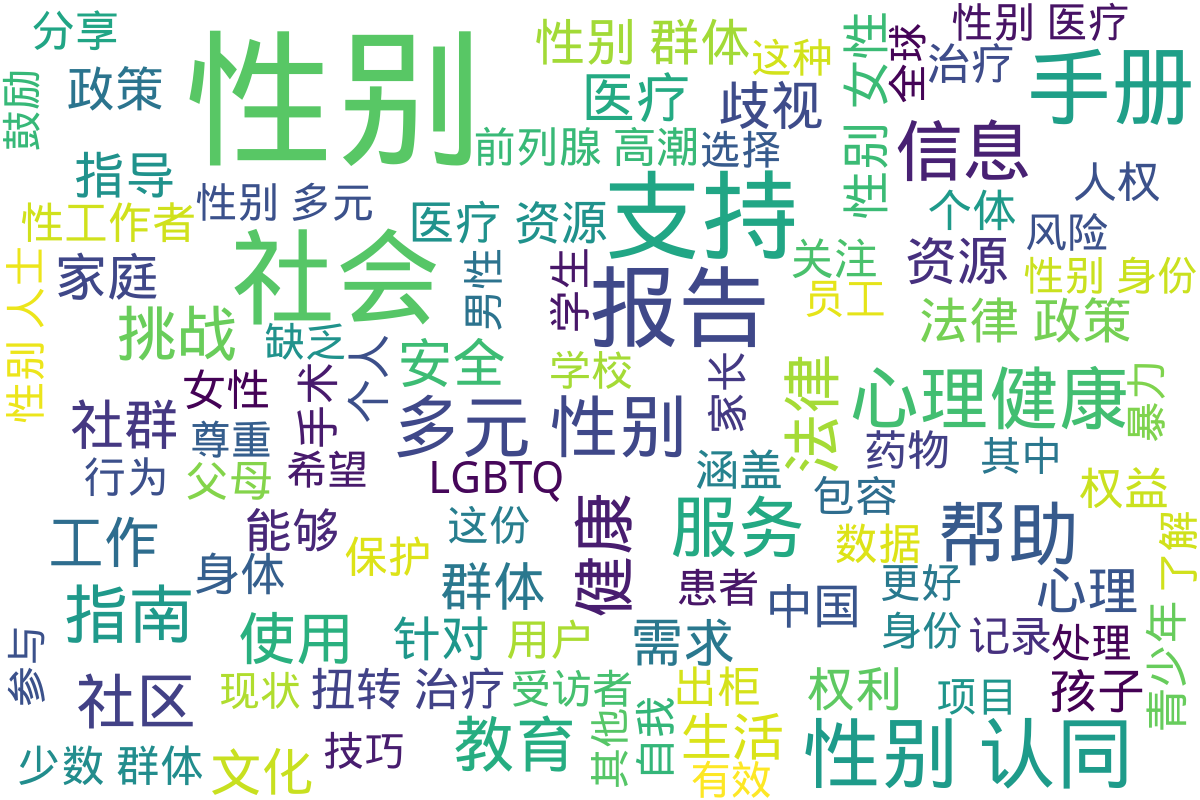 分享
性别
性别 群体
这种
性别 女性
全球
性别 医疗
治疗
手册
鼓励
政策
医疗
歧视
信息
指导
前列腺 高潮
选择
人权
性工作者
性别 多元
医疗 资源
支持
个体
风险
性别 人士
家庭
社会
男性
学生
报告
关注
员工
资源
性别 身份
挑战
缺乏
个人
安全
学校
家长
法律
法律 政策
心理健康
暴力
社群
女性
手术
尊重
多元 性别
药物
其中
行为
父母
希望
LGBTQ
涵盖
包容
权益
工作
能够
保护
这份
健康
服务
数据
帮助
了解
身体
群体
患者
中国
更好
心理
指南
使用
针对
用户
需求
身份
记录
处理
青少年
参与
社区
现状
扭转 治疗
受访者
出柜
权利
项目
孩子
少数 群体
文化
技巧
教育
其他
自我
生活
有效
性别 认同